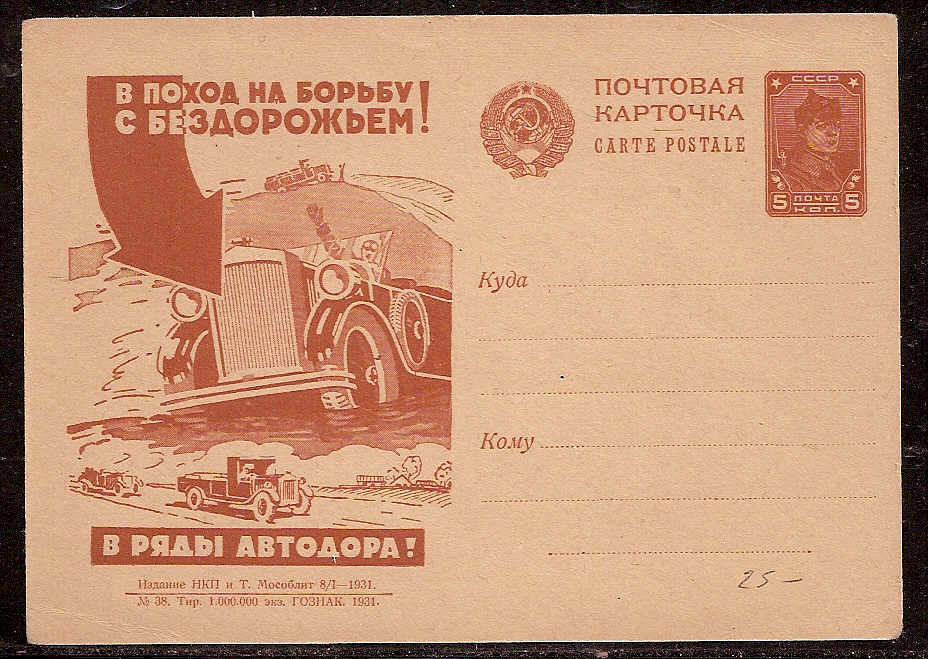 В ПОХОД НА БОРЬБУ
С БЕЗДОРОЖЬЕМ!
В РЯДЫ АВТОДОРА!
Издание НКП и Т. Мособлит 8/I—1931.
№ 38. Тир. 1.000.000 экз. ГОЗНАК. 1931.
ПОЧТОВАЯ
КАРТОЧКА
CARTE POSTALE
СССР
5 ПОЧТА 5
КОП.
Куда
Кому
25 –